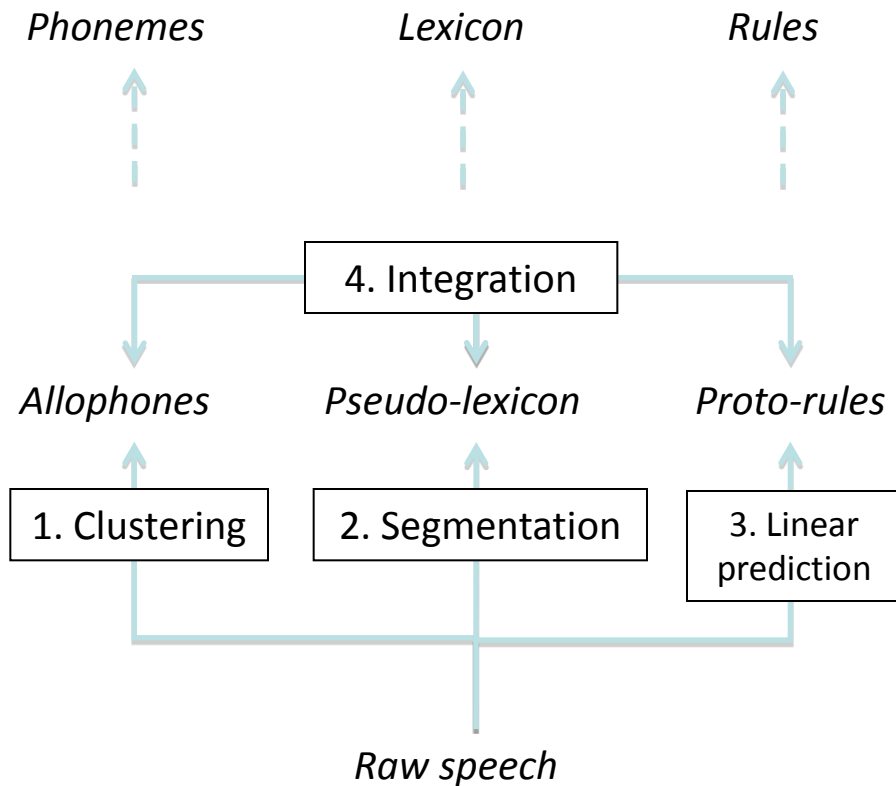 Phonemes
Lexicon
Rules
4. Integration
Allophones
Pseudo-lexicon
Proto-rules
1. Clustering
2. Segmentation
3. Linear
prediction
Raw speech